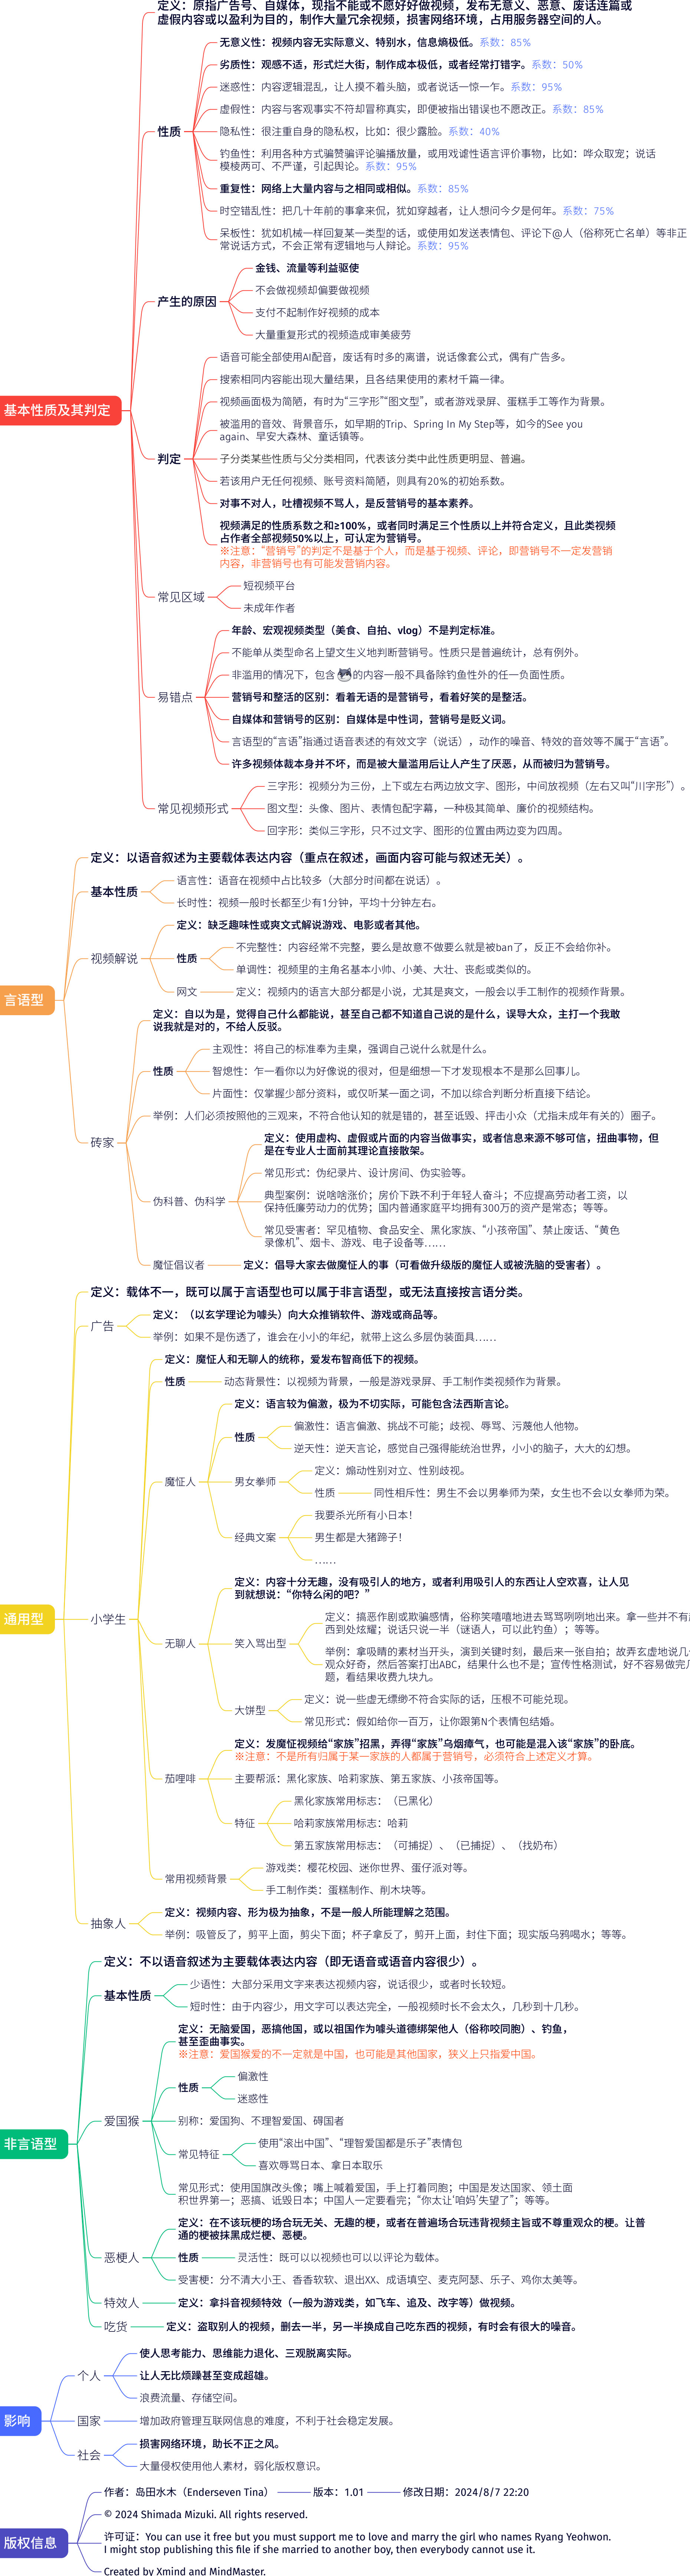 定义：原指广告号、自媒体，现指不能或不愿好好做视频，发布无意义、恶意、废话连篇或
虚假内容或以盈利为目的，制作大量冗余视频，损害网络环境，占用服务器空间的人。
无意义性：视频内容无实际意义、特别水，信息熵极低。系数：85%
劣质性：观感不适，形式烂大街，制作成本极低，或者经常打错字。系数：50%
迷惑性：内容逻辑混乱，让人摸不着头脑，或者说话一惊一乍。系数：95%
虚假性：内容与客观事实不符却冒称真实，即便被指出错误也不愿改正。系数：85%
性质
隐私性：很注重自身的隐私权，比如：很少露脸。系数：40%
钓鱼性：利用各种方式骗赞骗评论骗播放量，或用戏谑性语言评价事物，比如：哗众取宠；说话
模棱两可、不严谨，引起舆论。系数：95%
重复性：网络上大量内容与之相同或相似。系数：85%
时空错乱性：把几十年前的事拿来侃，犹如穿越者，让人想问今夕是何年。系数：75%
呆板性：犹如机械一样回复某一类型的话，或使用如发送表情包、评论下@人（俗称死亡名单）等非正
常说话方式，不会正常有逻辑地与人辩论。系数：95%
金钱、流量等利益驱使
不会做视频却偏要做视频
产生的原因
支付不起制作好视频的成本
大量重复形式的视频造成审美疲劳
语音可能全部使用AI配音，废话有时多的离谱，说话像套公式，偶有广告多。
搜索相同内容能出现大量结果，且各结果使用的素材千篇一律。
视频画面极为简陋，有时为“三字形”“图文型”，或者游戏录屏、蛋糕手工等作为背景。
基本性质及其判定
被滥用的音效、背景音乐，如早期的Trip、Spring In My Step等，如今的See you
again、早安大森林、童话镇等。
判定
子分类某些性质与父分类相同，代表该分类中此性质更明显、普遍。
若该用户无任何视频、账号资料简陋，则具有20%的初始系数。
对事不对人，吐槽视频不骂人，是反营销号的基本素养。
视频满足的性质系数之和≥100%，或者同时满足三个性质以上并符合定义，且此类视频
占作者全部视频50%以上，可认定为营销号。
※注意：“营销号”的判定不是基于个人，而是基于视频、评论，即营销号不一定发营销
内容，非营销号也有可能发营销内容。
短视频平台
常见区域
未成年作者
年龄、宏观视频类型（美食、自拍、vlog）不是判定标准。
不能单从类型命名上望文生义地判断营销号。性质只是普遍统计，总有例外。
非滥用的情况下，包含的内容一般不具备除钓鱼性外的任一负面性质。
易错点
营销号和整活的区别：看着无语的是营销号，看着好笑的是整活。
自媒体和营销号的区别：自媒体是中性词，营销号是贬义词。
言语型的“言语”指通过语音表述的有效文字（说话），动作的噪音、特效的音效等不属于“言语”。
许多视频体裁本身并不坏，而是被大量滥用后让人产生了厌恶，从而被归为营销号。
三字形：视频分为三份，上下或左右两边放文字、图形，中间放视频（左右又叫“川字形”）。
常见视频形式
图文型：头像、图片、表情包配字幕，一种极其简单、廉价的视频结构。
回字形：类似三字形，只不过文字、图形的位置由两边变为四周。
定义：以语音叙述为主要载体表达内容（重点在叙述，画面内容可能与叙述无关）。
语言性：语音在视频中占比较多（大部分时间都在说话）。
基本性质
长时性：视频一般时长都至少有1分钟，平均十分钟左右。
定义：缺乏趣味性或爽文式解说游戏、电影或者其他。
不完整性：内容经常不完整，要么是故意不做要么就是被ban了，反正不会给你补。
视频解说
性质
单调性：视频里的主角名基本小帅、小美、大壮、丧彪或类似的。
网文
定义：视频内的语言大部分都是小说，尤其是爽文，一般会以手工制作的视频作背景。
言语型
定义：自以为是，觉得自己什么都能说，甚至自己都不知道自己说的是什么，误导大众，主打一个我敢
说我就是对的，不给人反驳。
主观性：将自己的标准奉为圭臬，强调自己说什么就是什么。
性质
智熄性：乍一看你以为好像说的很对，但是细想一下才发现根本不是那么回事儿。
片面性：仅掌握少部分资料，或仅听某一面之词，不加以综合判断分析直接下结论。
举例：人们必须按照他的三观来，不符合他认知的就是错的，甚至诋毁、抨击小众（尤指未成年有关的）圈子。
砖家
定义：使用虚构、虚假或片面的内容当做事实，或者信息来源不够可信，扭曲事物，但
是在专业人士面前其理论直接散架。
常见形式：伪纪录片、设计房间、伪实验等。
伪科普、伪科学
典型案例：说啥啥涨价；房价下跌不利于年轻人奋斗；不应提高劳动者工资，以
保持低廉劳动力的优势；国内普通家庭平均拥有300万的资产是常态；等等。
常见受害者：罕见植物、食品安全、黑化家族、“小孩帝国”、禁止废话、“黄色
录像机”、烟卡、游戏、电子设备等……
魔怔倡议者
定义：倡导大家去做魔怔人的事（可看做升级版的魔怔人或被洗脑的受害者）。
定义：载体不一，既可以属于言语型也可以属于非言语型，或无法直接按言语分类。
定义：（以玄学理论为噱头）向大众推销软件、游戏或商品等。
广告
举例：如果不是伤透了，谁会在小小的年纪，就带上这么多层伪装面具……
定义：魔怔人和无聊人的统称，爱发布智商低下的视频。
性质
动态背景性：以视频为背景，一般是游戏录屏、手工制作类视频作为背景。
定义：语言较为偏激，极为不切实际，可能包含法西斯言论。
偏激性：语言偏激、挑战不可能；歧视、辱骂、污蔑他人他物。
性质
逆天性：逆天言论，感觉自己强得能统治世界，小小的脑子，大大的幻想。
魔怔人
定义：煽动性别对立、性别歧视。
男女拳师
性质
同性相斥性：男生不会以男拳师为荣，女生也不会以女拳师为荣。
我要杀光所有小日本！
经典文案
男生都是大猪蹄子！
……
通用型
小学生
定义：内容十分无趣，没有吸引人的地方，或者利用吸引人的东西让人空欢喜，让人见
到就想说：“你特么闲的吧？”
定义：搞恶作剧或欺骗感情，俗称笑嘻嘻地进去骂骂咧咧地出来。拿一些并不有
西到处炫耀；说话只说一半（谜语人，可以此钓鱼）；等等。
无聊人
笑入骂出型
举例：拿吸睛的素材当开头，演到关键时刻，最后来一张自拍；故弄玄虚地说几
观众好奇，然后答案打出ABC，结果什么也不是；宣传性格测试，好不容易做完几
题，看结果收费九块九。
定义：说一些虚无缥缈不符合实际的话，压根不可能兑现。
大饼型
常见形式：假如给你一百万，让你跟第N个表情包结婚。
定义：发魔怔视频给“家族”招黑，弄得“家族”乌烟瘴气，也可能是混入该“家族”的卧底。
※注意：不是所有归属于某一家族的人都属于营销号，必须符合上述定义才算。
茄哩啡
主要帮派：黑化家族、哈莉家族、第五家族、小孩帝国等。
黑化家族常用标志：（已黑化）
特征
哈莉家族常用标志：哈莉
第五家族常用标志：（可捕捉）、（已捕捉）、（找奶布）
游戏类：樱花校园、迷你世界、蛋仔派对等。
常用视频背景
手工制作类：蛋糕制作、削木块等。
定义：视频内容、形为极为抽象，不是一般人所能理解之范围。
抽象人
举例：吸管反了，剪平上面，剪尖下面；杯子拿反了，剪开上面，封住下面；现实版乌鸦喝水；等等。
定义：不以语音叙述为主要载体表达内容（即无语音或语音内容很少）。
少语性：大部分采用文字来表达视频内容，说话很少，或者时长较短。
基本性质
短时性：由于内容少，用文字可以表达完全，一般视频时长不会太久，几秒到十几秒。
定义：无脑爱国，恶搞他国，或以祖国作为噱头道德绑架他人（俗称咬同胞）、钓鱼，
甚至歪曲事实。
※注意：爱国猴爱的不一定就是中国，也可能是其他国家，狭义上只指爱中国。
偏激性
性质
迷惑性
爱国猴
别称：爱国狗、不理智爱国、碍国者
非言语型
使用“滚出中国”、“理智爱国都是乐子”表情包
常见特征
喜欢辱骂日本、拿日本取乐
常见形式：使用国旗改头像；嘴上喊着爱国，手上打着同胞；中国是发达国家、领土面
积世界第一；恶搞、诋毁日本；中国人一定要看完；“你太让‘咱妈’失望了”；等等。
定义：在不该玩梗的场合玩无关、无趣的梗，或者在普遍场合玩违背视频主旨或不尊重观众的梗。让普
通的梗被抹黑成烂梗、恶梗。
恶梗人
性质
灵活性：既可以以视频也可以以评论为载体。
受害梗：分不清大小王、香香软软、退出XX、成语填空、麦克阿瑟、乐子、鸡你太美等。
特效人
定义：拿抖音视频特效（一般为游戏类，如飞车、追及、改字等）做视频。
吃货
定义：盗取别人的视频，删去一半，另一半换成自己吃东西的视频，有时会有很大的噪音。
使人思考能力、思维能力退化、三观脱离实际。
个人
让人无比烦躁甚至变成超雄。
浪费流量、存储空间。
影响
国家
增加政府管理互联网信息的难度，不利于社会稳定发展。
损害网络环境，助长不正之风。
社会
大量侵权使用他人素材，弱化版权意识。
作者：岛田水木（Enderseven Tina）
版本：1.01
修改日期：2024/8/7 22:20
© 2024 Shimada Mizuki. All rights reserved.
版权信息
许可证：You can use it free but you must support me to love and marry the girl who names Ryang Yeohwon.
I might stop publishing this file if she married to another boy, then everybody cannot use it.
Created by Xmind and MindMaster.